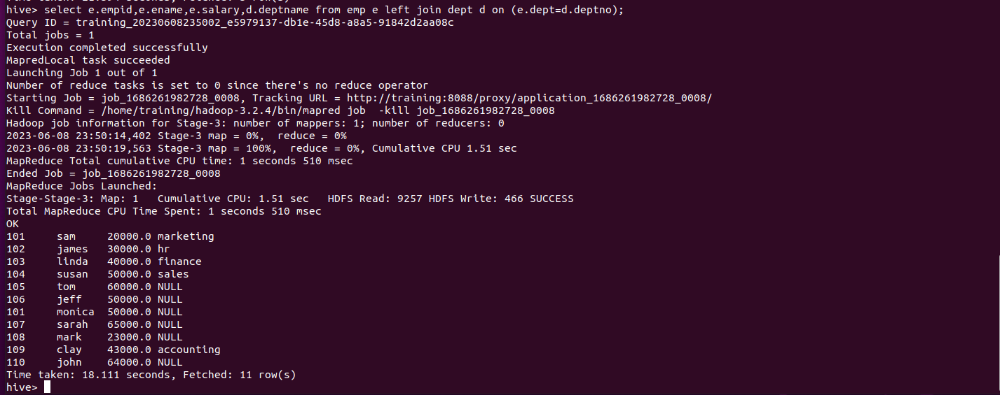 hive> select e.empid,e.ename,e.salary,d.deptname from emp e left join dept d on (e.dept=d.deptno);
Query ID = training_20230608235002_e5979137-db1e-45d8-a8a5-91842d2aa08c
Total jobs = 1
Execution completed successfully
MapredLocal task succeeded
Launching Job 1 out of 1
Number of reduce tasks is set to 0 since there's no reduce operator
Starting Job = job_1686261982728_0008, Tracking URL = http://training:8088/proxy/application_1686261982728_0008/
Kill Command = /home/training/hadoop-3.2.4/bin/mapred job  -kill job_1686261982728_0008
Hadoop job information for Stage-3: number of mappers: 1; number of reducers: 0
2023-06-08 23:50:14,402 Stage-3 map = 0%,  reduce = 0%
2023-06-08 23:50:19,563 Stage-3 map = 100%,  reduce = 0%, Cumulative CPU 1.51 sec
MapReduce Total cumulative CPU time: 1 seconds 510 msec
Ended Job = job_1686261982728_0008
MapReduce Jobs Launched:
Stage-Stage-3: Map: 1   Cumulative CPU: 1.51 sec   HDFS Read: 9257 HDFS Write: 466 SUCCESS
Total MapReduce CPU Time Spent: 1 seconds 510 msec
OK
101     sam     20000.0 marketing
102     james   30000.0 hr
103     linda   40000.0 finance
104     susan   50000.0 sales
105     tom     60000.0 NULL
106     jeff    50000.0 NULL
101     monica  50000.0 NULL
107     sarah   65000.0 NULL
108     mark    23000.0 NULL
109     clay    43000.0 accounting
110     john    64000.0 NULL
Time taken: 18.111 seconds, Fetched: 11 row(s)
hive>